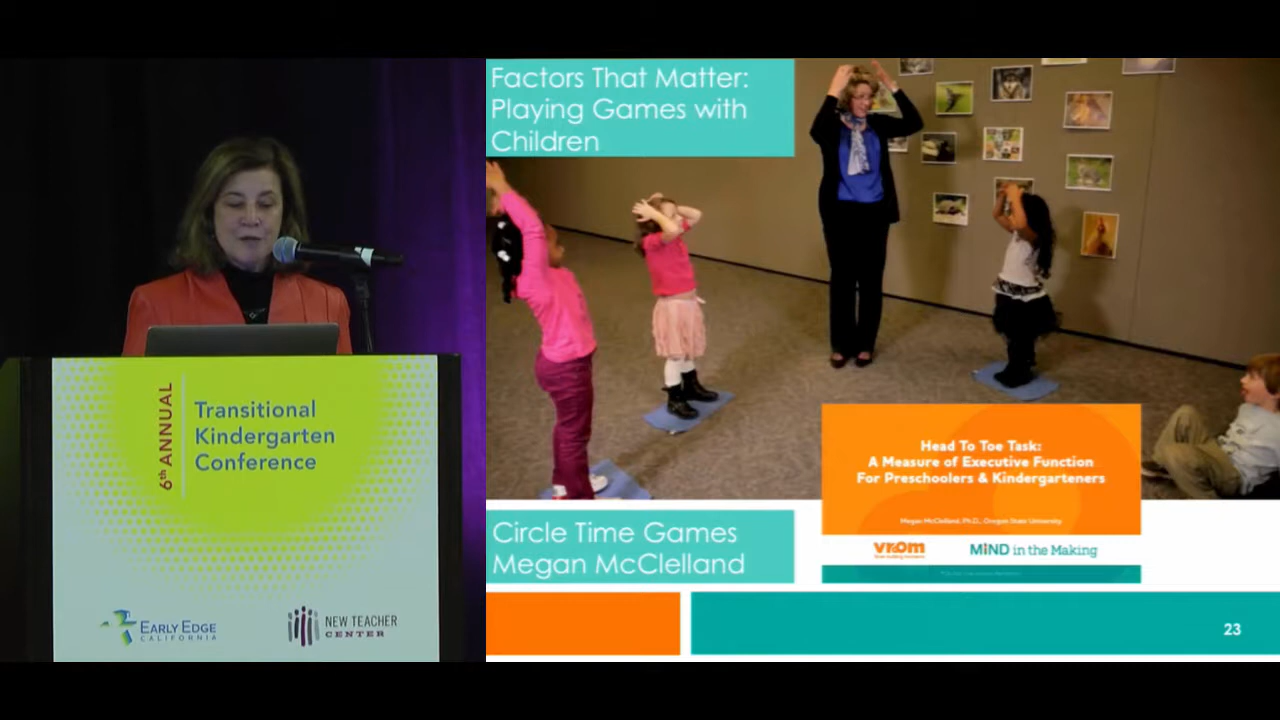 6th ANNUAL
Transitional
Kindergarten
Conference
EARLY EDGE
CALIFORNIA
NEW TEACHER
CENTER
Factors That Matter:
Playing Games with
Children
Head To Toe Task:
A Measure of Executive Function
For Preschoolers & Kindergarteners
Megan McClelland, Ph.D., Oregon State University
vroom
MIND in the Making
Circle Time Games
Megan McClelland
23